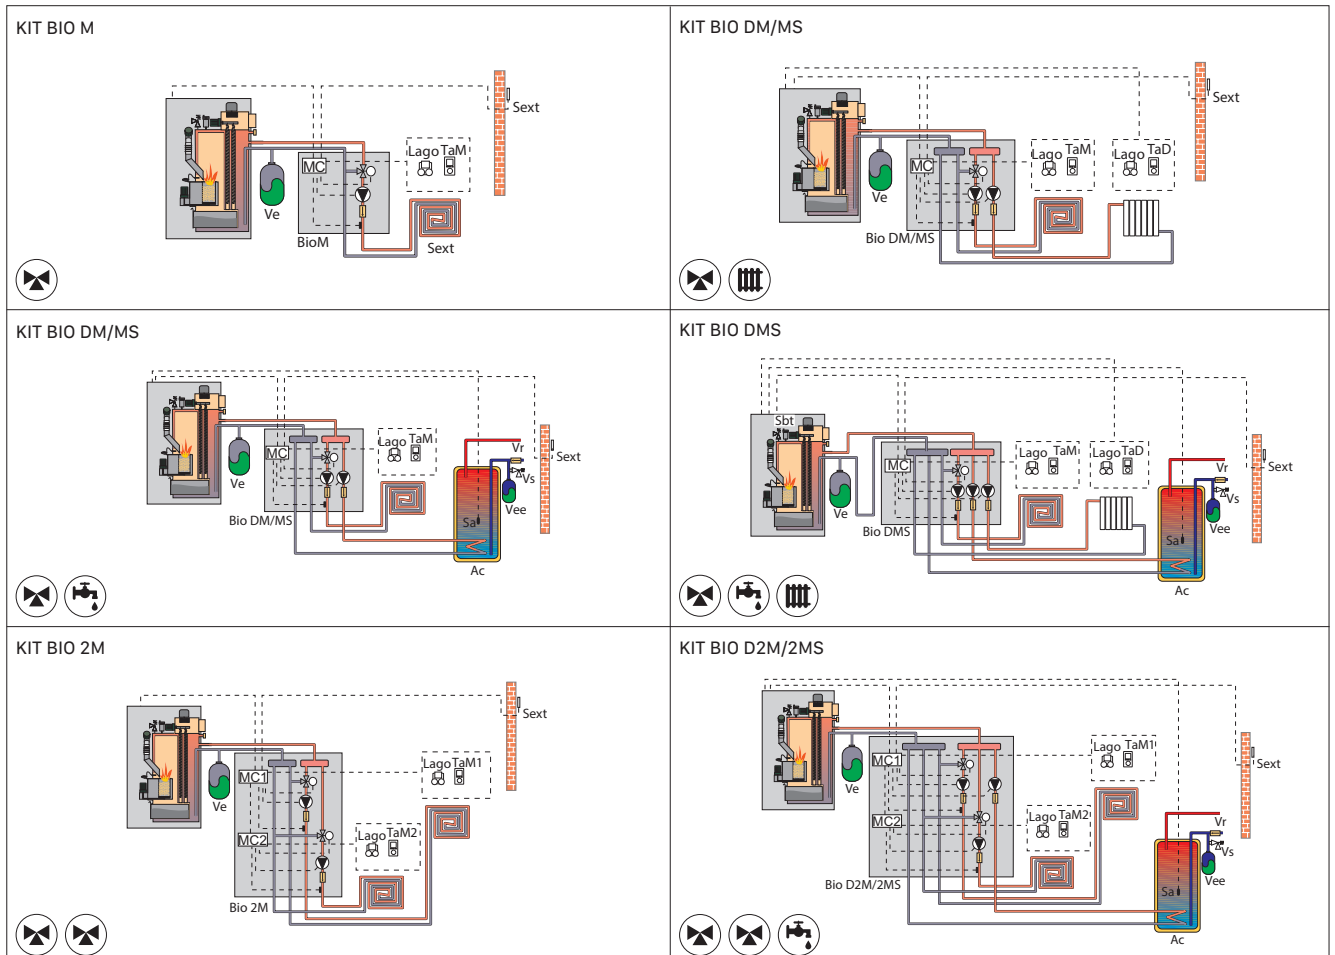 KIT BIO M
Sext
Lago TaM
MC
Ve
BioM
Sext
KIT BIO DM/MS
Sext
Lago TaM
Lago TaD
MC
Ve
Bio DM/MS
KIT BIO DM/MS
Lago TaM
MC
Vr
Sext
Ve
Vs
Vee
Bio DM/MS
Sa
Ac
KIT BIO DMS
Sbt
Lago TaM
Lago TaD
MC
Vr
Sext
Ve
Vs
Vee
Bio DMS
Sa
Ac
KIT BIO 2M
Sext
Lago TaM1
MC1
Ve
Lago TaM2
MC2
Bio 2M
KIT BIO D2M/2MS
Lago TaM1
MC1
Sext
Ve
Lago TaM2
MC2
Vr
Vs
Vee
Bio D2M/2MS
Sa
Ac